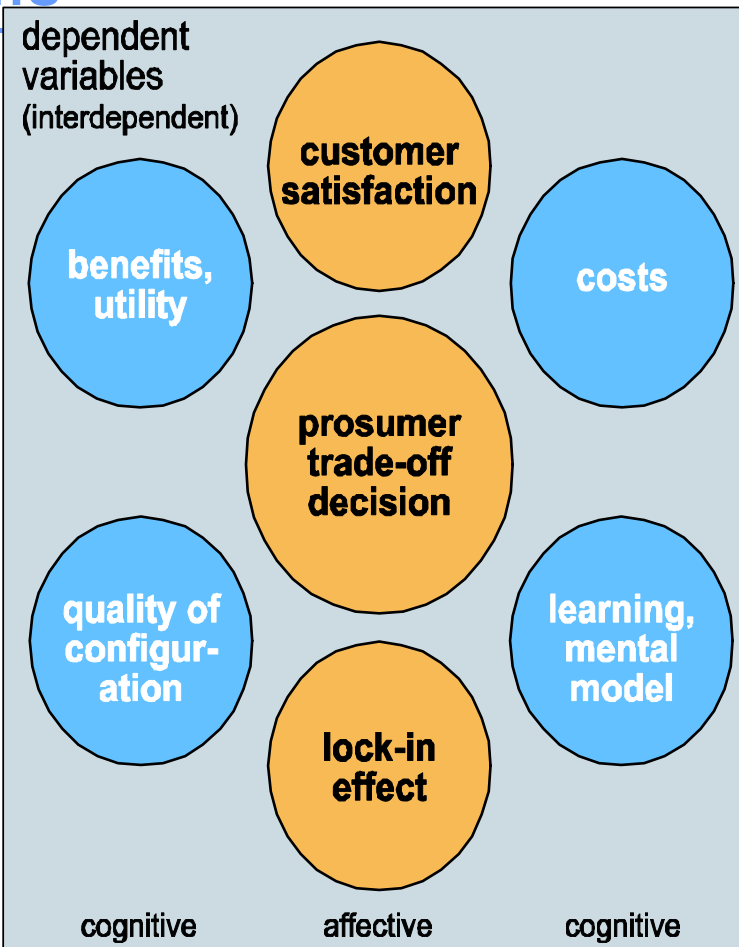 dependent
variables
(interdependent)
customer
satisfaction
benefits,
utility
costs
prosumer
trade-off
decision
quality of
configur-
ation
learning,
mental
model
lock-in
effect
cognitive
affective
cognitive